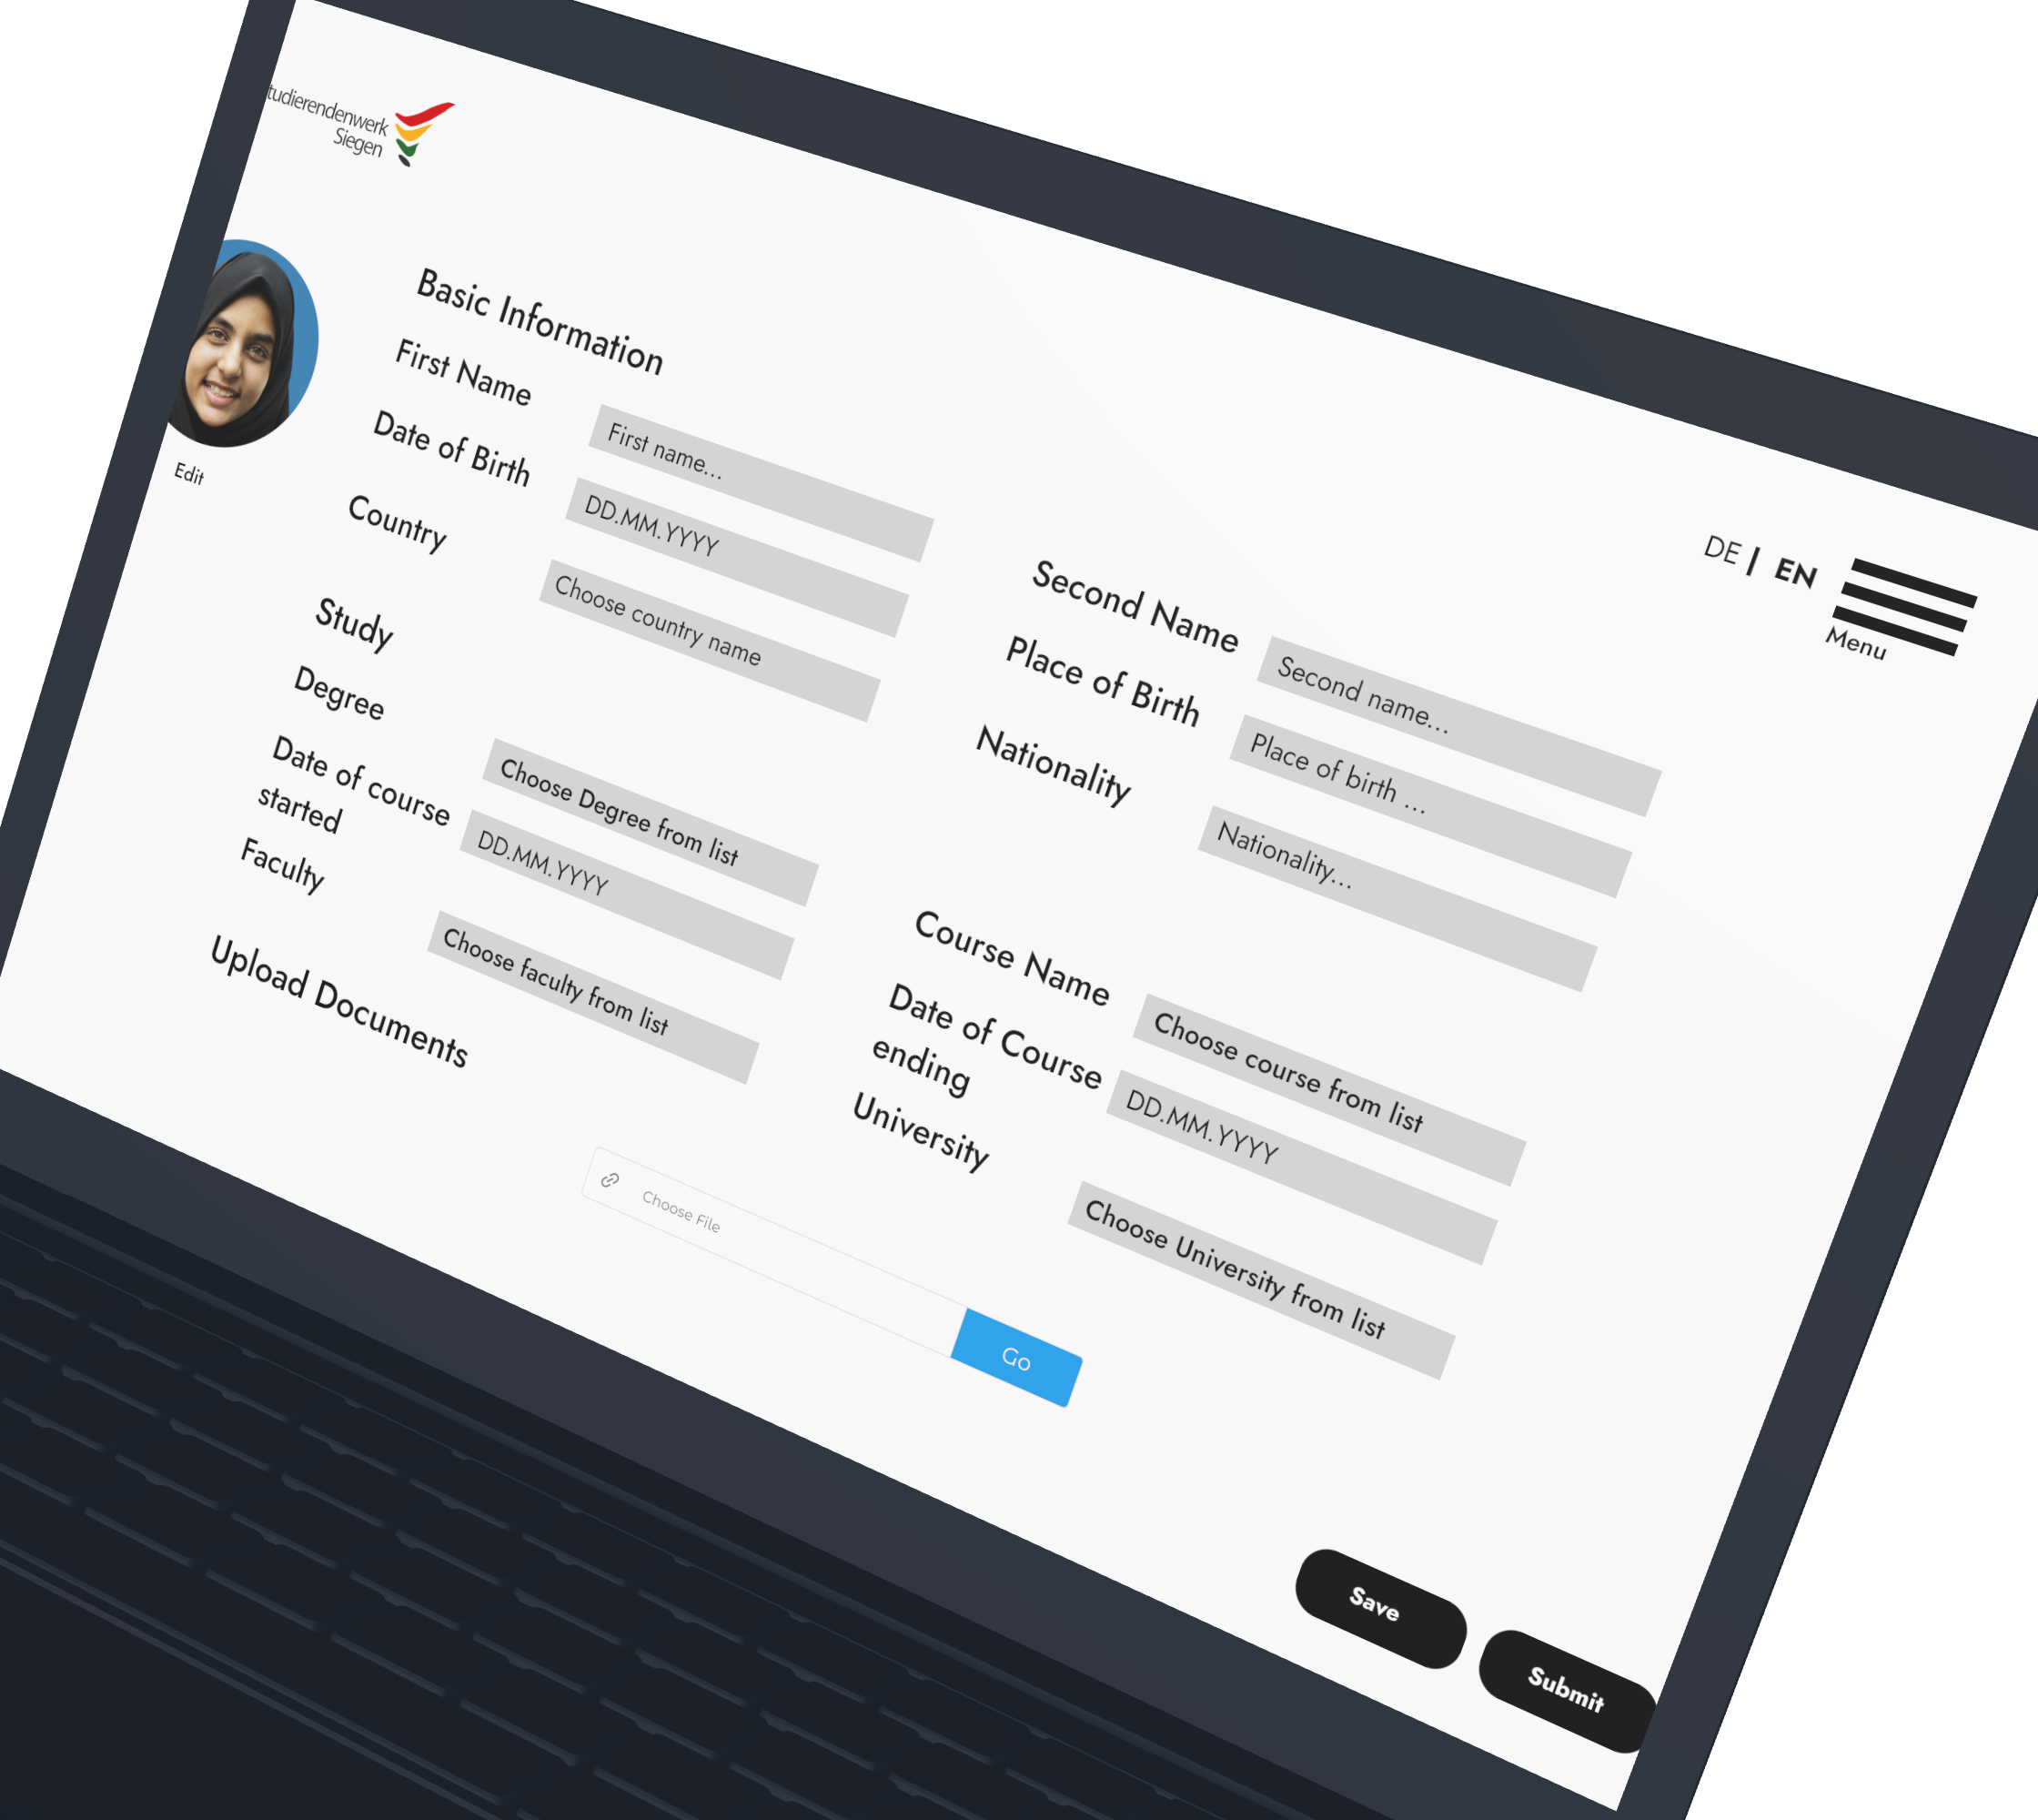 tudierendenwerk
Siegen
DE | EN
Menu
Edit
Basic Information
First Name
First name...
Second Name
Second name...
Date of Birth
DD.MM.YYYY
Place of Birth
Place of birth ...
Country
Choose country name
Nationality
Nationality...
Study
Degree
Choose Degree from list
Course Name
Choose course from list
Date of course
started
DD.MM.YYYY
Date of Course
ending
DD.MM.YYYY
Faculty
Choose faculty from list
University
Choose University from list
Upload Documents
Choose File
Go
Save
Submit